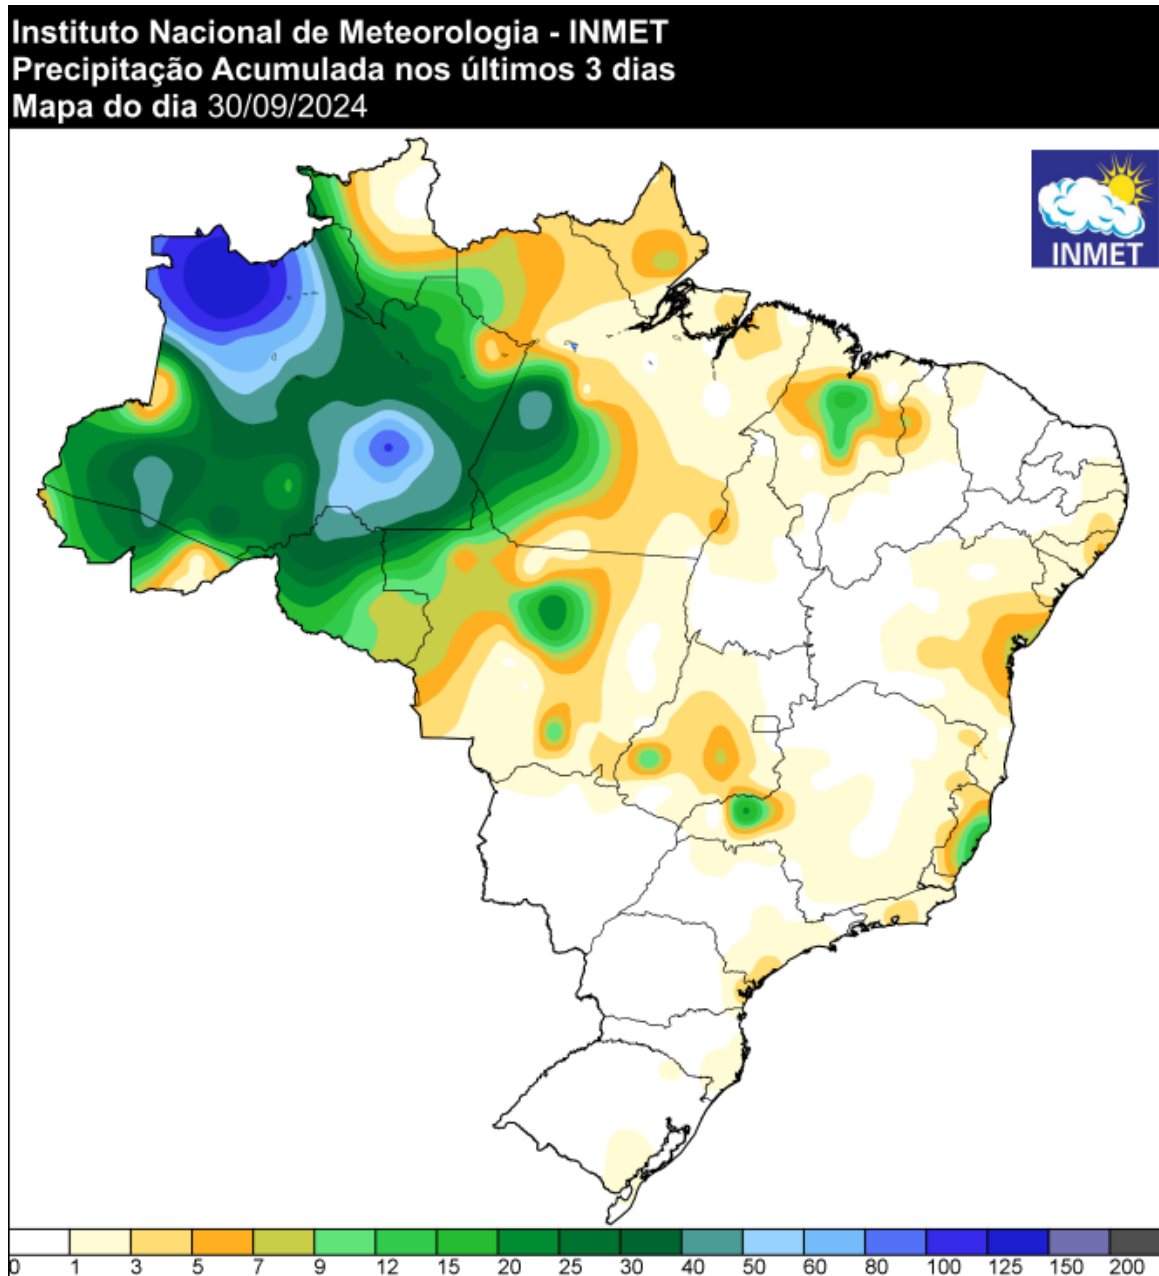 Instituto Nacional de Meteorologia - INMET
Precipitação Acumulada nos últimos 3 dias
Mapa do dia 30/09/2024
INMET
0 1 3 5 7 9 12 15 20 25 30 40 50 60 80 100 125 150 200